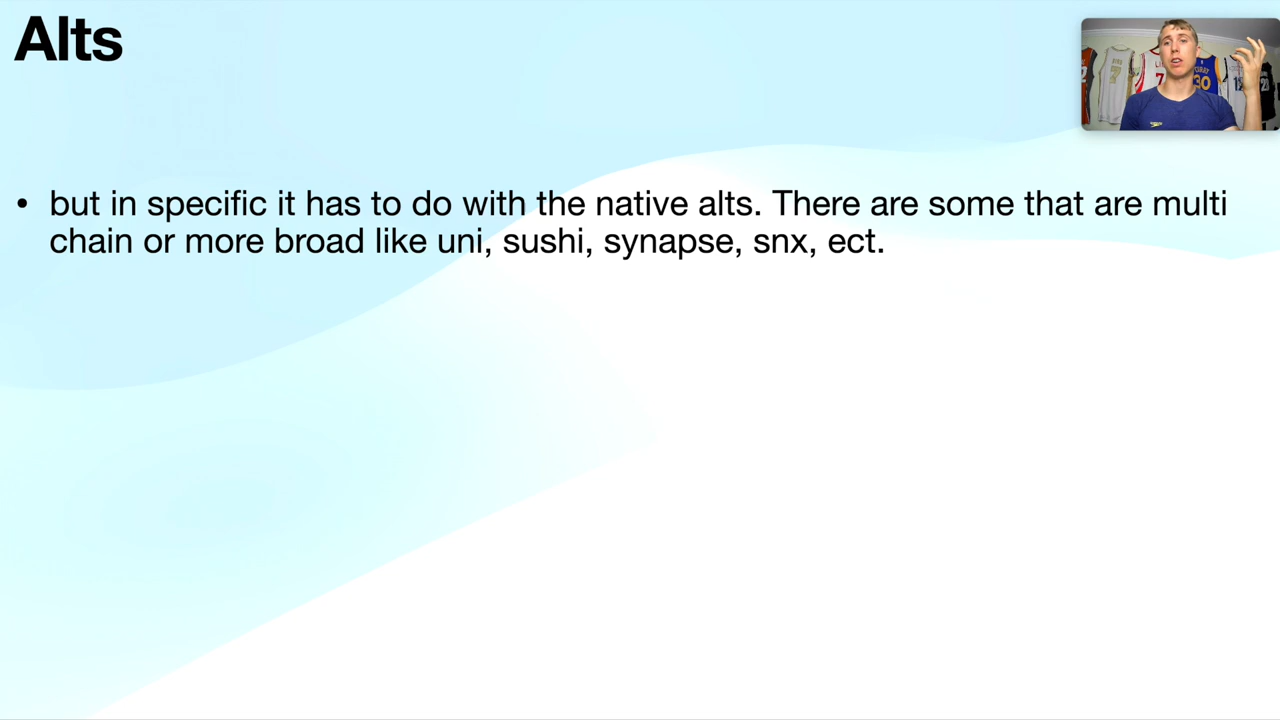 Alts
• but in specific it has to do with the native alts. There are some that are multi
chain or more broad like uni, sushi, synapse, snx, ect.
30